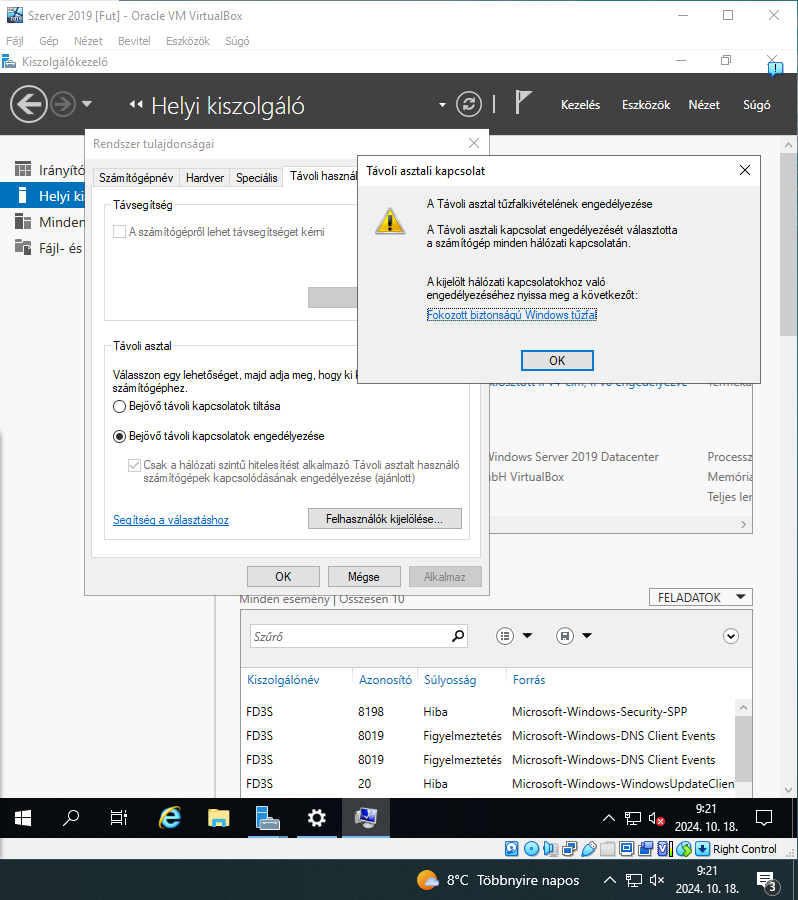 Szerver 2019 [Fut] - Oracle VM VirtualBox
Fájl Gép Nézet Bevitel Eszközök Súgó
Kiszolgálókezelő
Helyi kiszolgáló
Kezelés Eszközök Nézet Súgó
Irányító
Helyi ki
Minden
Fájl- és
Rendszer tulajdonságai
Számítógépnév Hardver Speciális Távoli használ
Távsegítség
A számítógépről lehet távsegítséget kérni
Távoli asztal
Válasszon egy lehetőséget, majd adja meg, hogy ki
számítógéphez.
Bejövő távoli kapcsolatok tiltása
Bejövő távoli kapcsolatok engedélyezése
Csak a hálózati szintű hitelesítést alkalmazó Távoli asztalt használó
számítógépek kapcsolódásának engedélyezése (ajánlott)
Segítség a választáshoz
Felhasználók kijelölése...
OK Mégse Alkalmaz
Távoli asztali kapcsolat
A Távoli asztal tűzfalkivételének engedélyezése
A Távoli asztali kapcsolat engedélyezését választotta
a számítógép minden hálózati kapcsolatán.
A kijelölt hálózati kapcsolatokhoz való
engedélyezéséhez nyissa meg a következőt:
Fokozott biztonságú Windows tűzfal
OK
Windows Server 2019 Datacenter Processz
bH VirtualBox Memória
Teljes ler
Minden esemény | Összesen 10
FELADATOK
Szűrő
Kiszolgálónév Azonosító Súlyosság Forrás
FD3S 8198 Hiba Microsoft-Windows-Security-SPP
FD3S 8019 Figyelmeztetés Microsoft-Windows-DNS Client Events
FD3S 8019 Figyelmeztetés Microsoft-Windows-DNS Client Events
FD3S 20 Hiba Microsoft-Windows-WindowsUpdateClien
9:21
2024. 10. 18.
Right Control
8°C Többnyire napos
9:21
2024. 10. 18.
3